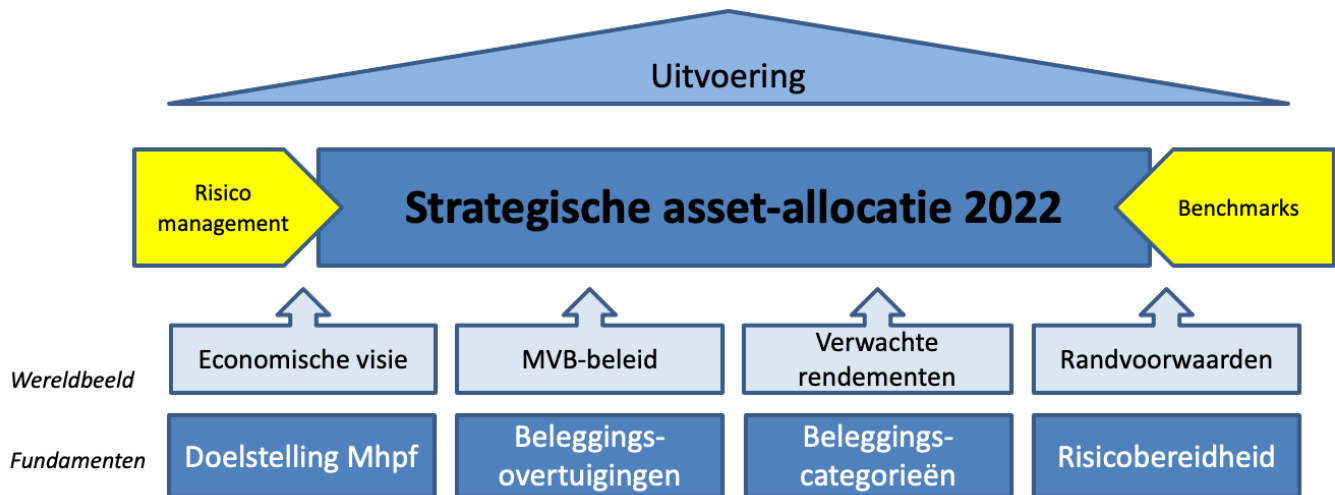 Uitvoering
Risico
management
Strategische asset-allocatie 2022
Benchmarks
Wereldbeeld
Economische visie
MVB-beleid
Verwachte
rendementen
Randvoorwaarden
Fundamenten
Doelstelling Mhpf
Beleggings-
overtuigingen
Beleggings-
categorieën
Risicobereidheid